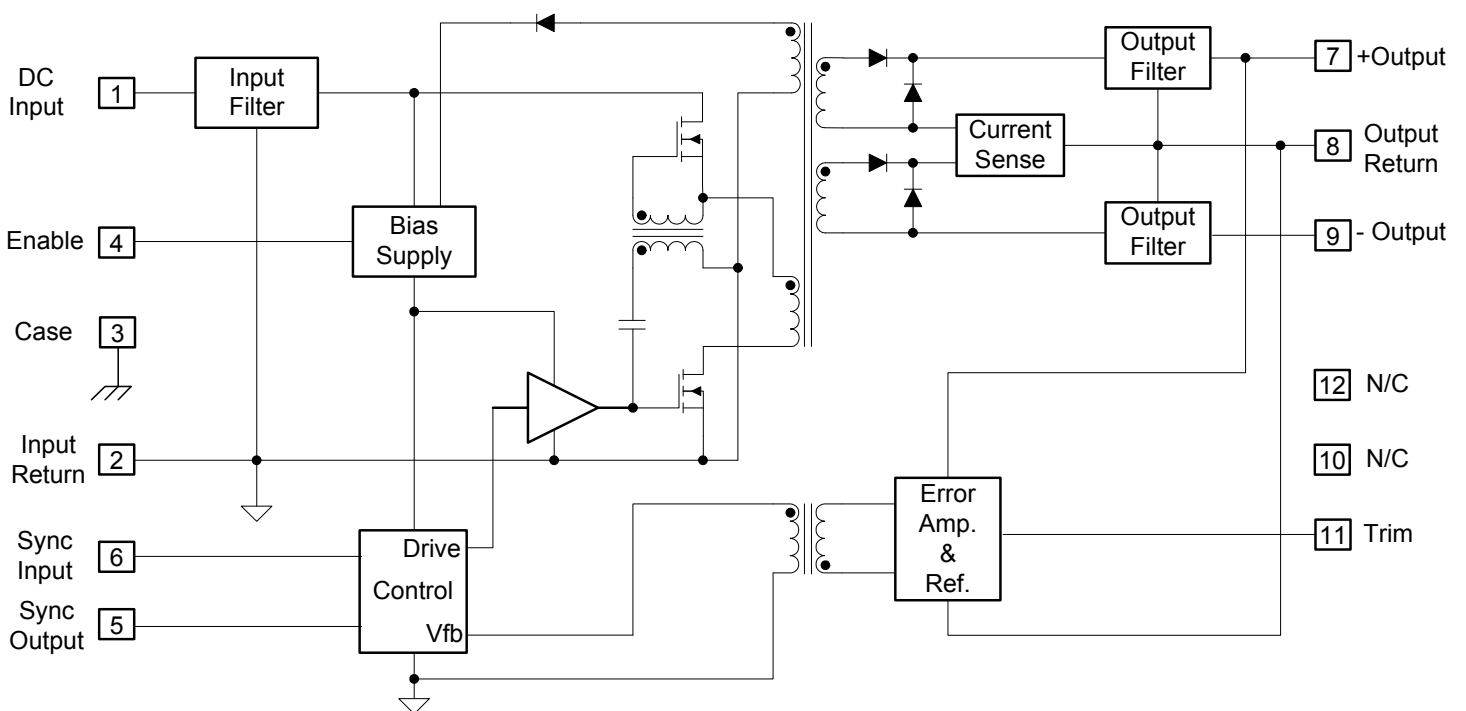 DC
Input
1
Input
Filter
Enable
4
Bias
Supply
Case
3
Input
Return
2
Sync
Input
6
Sync
Output
5
Drive
Control
Vfb
Output
Filter
7
+Output
Current
Sense
8
Output
Return
Output
Filter
9
- Output
12
N/C
10
N/C
Error
Amp.
&
Ref.
11
Trim